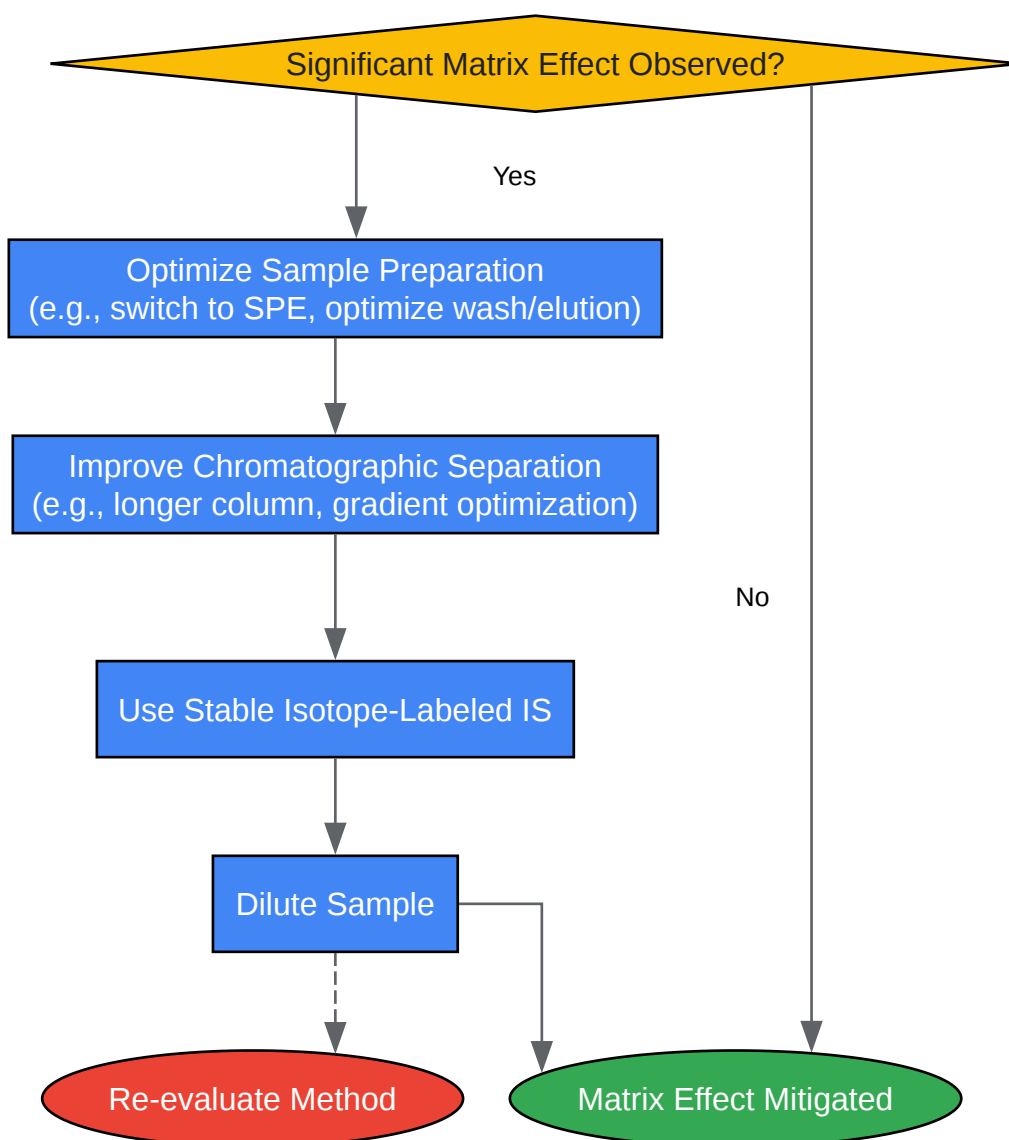 Significant Matrix Effect Observed?
Yes
Optimize Sample Preparation
(e.g., switch to SPE, optimize wash/elution)
Improve Chromatographic Separation
(e.g., longer column, gradient optimization)
No
Use Stable Isotope-Labeled IS
Dilute Sample
Re-evaluate Method
Matrix Effect Mitigated